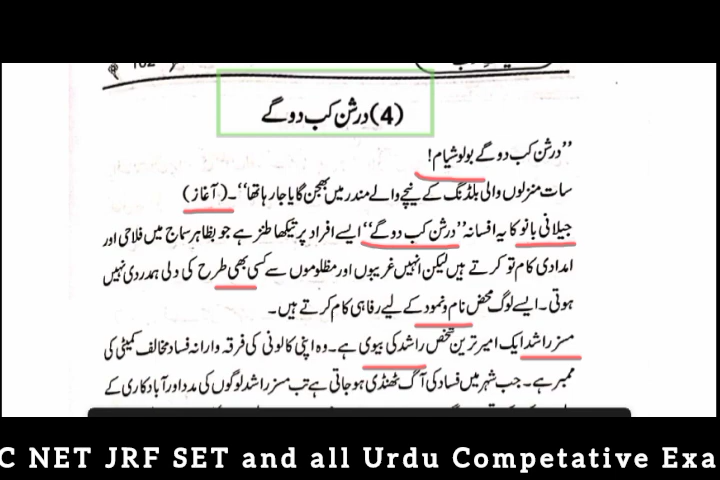 (4) درشن کب دوگے
”درشن کب دوگے بولو شیام!
سات منزلوں والی بلڈنگ کے نیچے والے مندر میں بھجن گایا جارہا تھا“۔ (آغاز)
جیلانی بانو کا یہ افسانہ ”درشن کب دوگے“ ایسے افراد پر تیکھا طنز ہے جو بظاہر سماج میں فلاحی اور
امدادی کام تو کرتے ہیں لیکن انہیں غریبوں اور مظلوموں سے کسی بھی طرح کی دلی ہمدردی نہیں
ہوتی۔ ایسے لوگ محض نام ونمود کے لیے رفاہی کام کرتے ہیں۔
مسز راشد ایک امیر ترین شخص راشد کی بیوی ہے۔ وہ اپنی کالونی کی فرقہ وارانہ فساد مخالف کمیٹی کی
ممبر ہے۔ جب شہر میں فساد کی آگ ٹھنڈی ہوجاتی ہے تب مسز راشد لوگوں کی مدد اور آبادکاری کے
C NET JRF SET and all Urdu Competative Exa